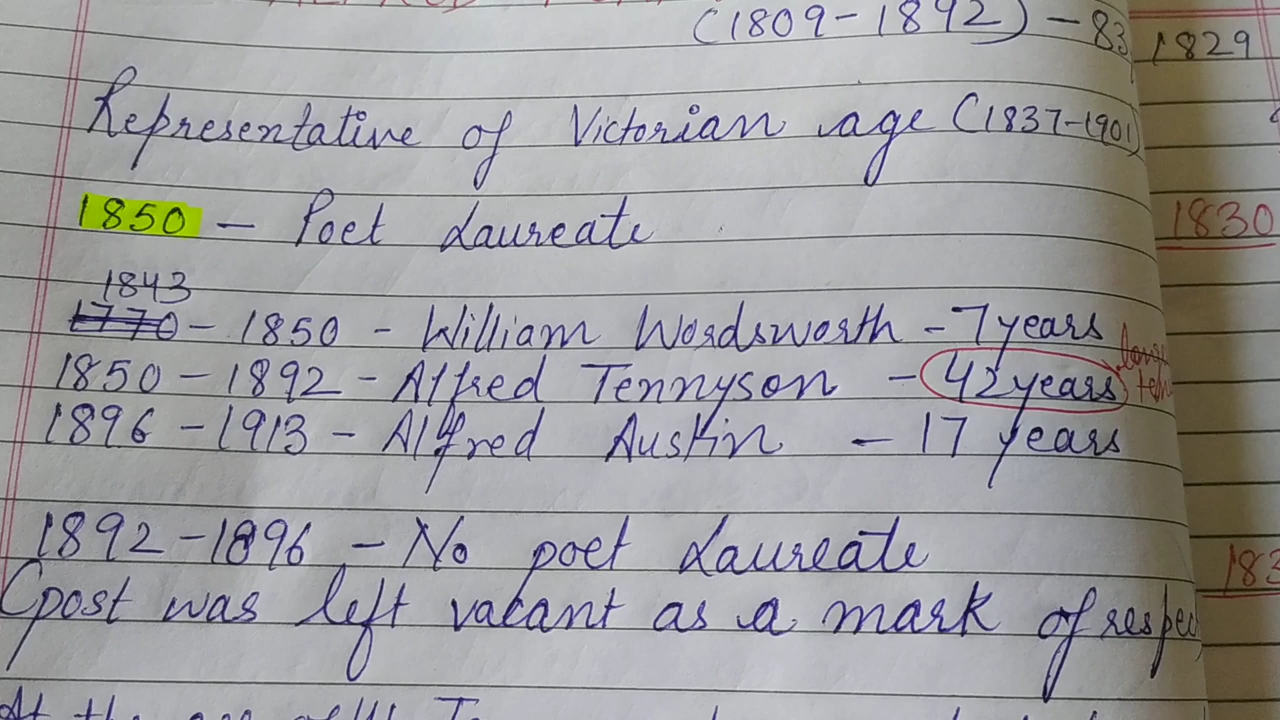 (1809-1892) - 83
1829
Representative of Victorian age (1837-1901)
1850 - Poet Laureate
1830
1843
1770 - 1850 - William Wordsworth - 7 years
1850 - 1892 - Alfred Tennyson - 42 years
1896 - 1913 - Alfred Austin - 17 years
1892 - 1896 - No poet Laureate
(post was left vacant as a mark of respec